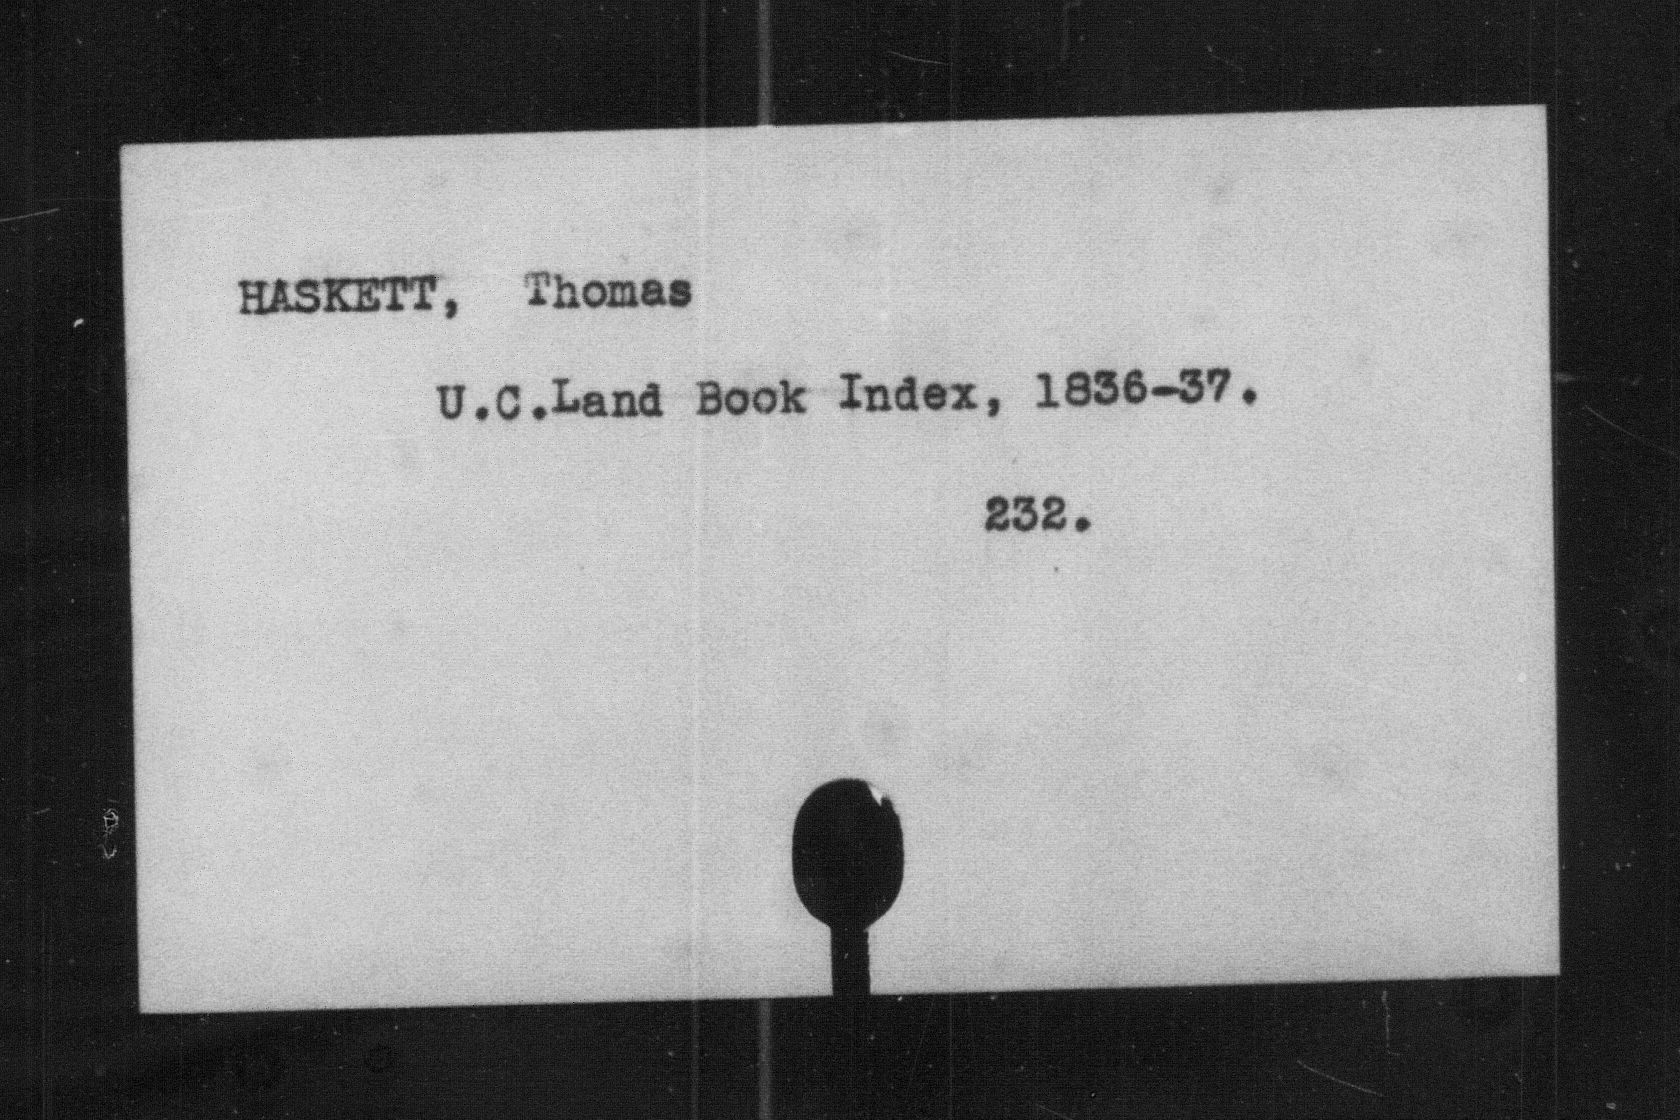 HASKETT, Thomas
U.C.Land Book Index, 1836-37.
232.